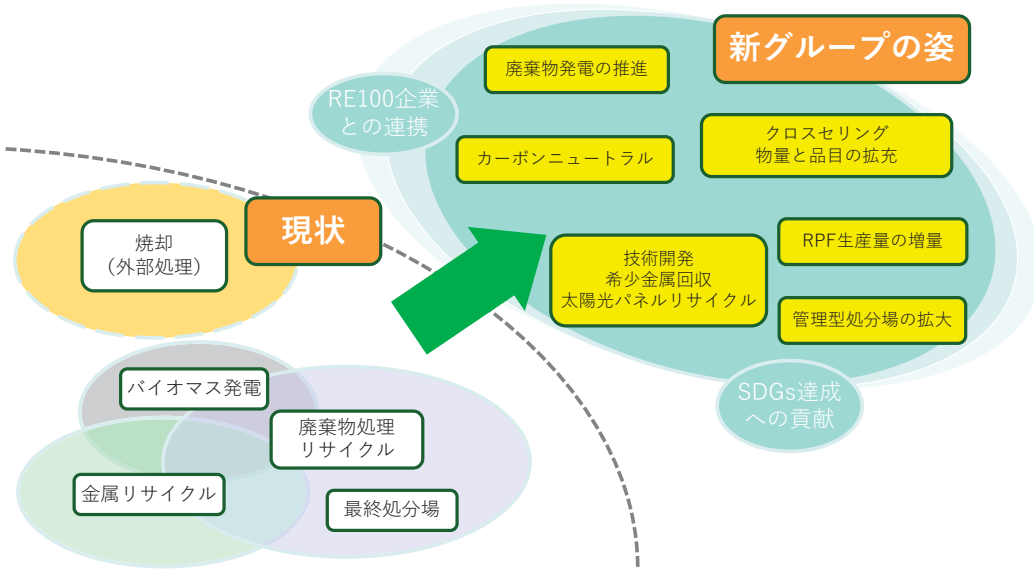 新グループの姿
廃棄物発電の推進
RE100企業
との連携
クロスセリング
物量と品目の拡充
カーボンニュートラル
現状
焼却
（外部処理）
RPF生産量の増量
技術開発
希少金属回収
太陽光パネルリサイクル
管理型処分場の拡大
SDGs達成
への貢献
バイオマス発電
廃棄物処理
リサイクル
金属リサイクル
最終処分場